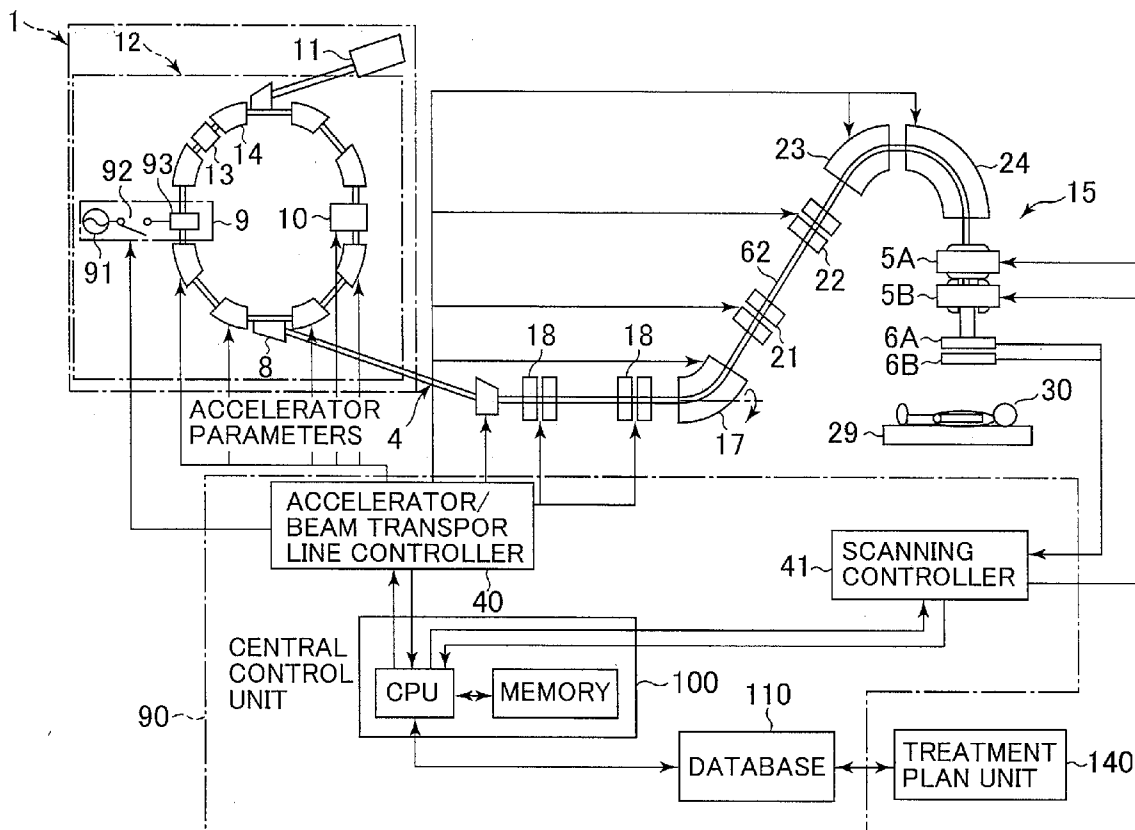 1
12
11
14
13
93
92
9
91
10
8
4
ACCELERATOR
PARAMETERS
18
18
17
21
22
62
23
24
15
5A
5B
6A
6B
30
29
ACCELERATOR/
BEAM TRANSPOR
LINE CONTROLLER
40
SCANNING
CONTROLLER
41
CENTRAL
CONTROL
UNIT
CPU
MEMORY
100
90
110
DATABASE
TREATMENT
PLAN UNIT
140